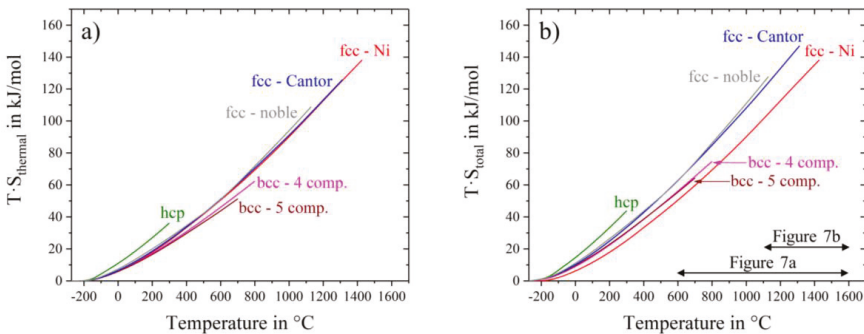 a)
T·S_thermal in kJ/mol
160
140
120
100
80
60
40
20
0
fcc - Ni
fcc - Cantor
fcc - noble
bcc - 4 comp.
bcc - 5 comp.
hcp
-200 0 200 400 600 800 1000 1200 1400 1600
Temperature in °C
b)
T·S_total in kJ/mol
160
140
120
100
80
60
40
20
0
fcc - Cantor
fcc - Ni
fcc - noble
bcc - 4 comp.
bcc - 5 comp.
hcp
Figure 7b
Figure 7a
-200 0 200 400 600 800 1000 1200 1400 1600
Temperature in °C